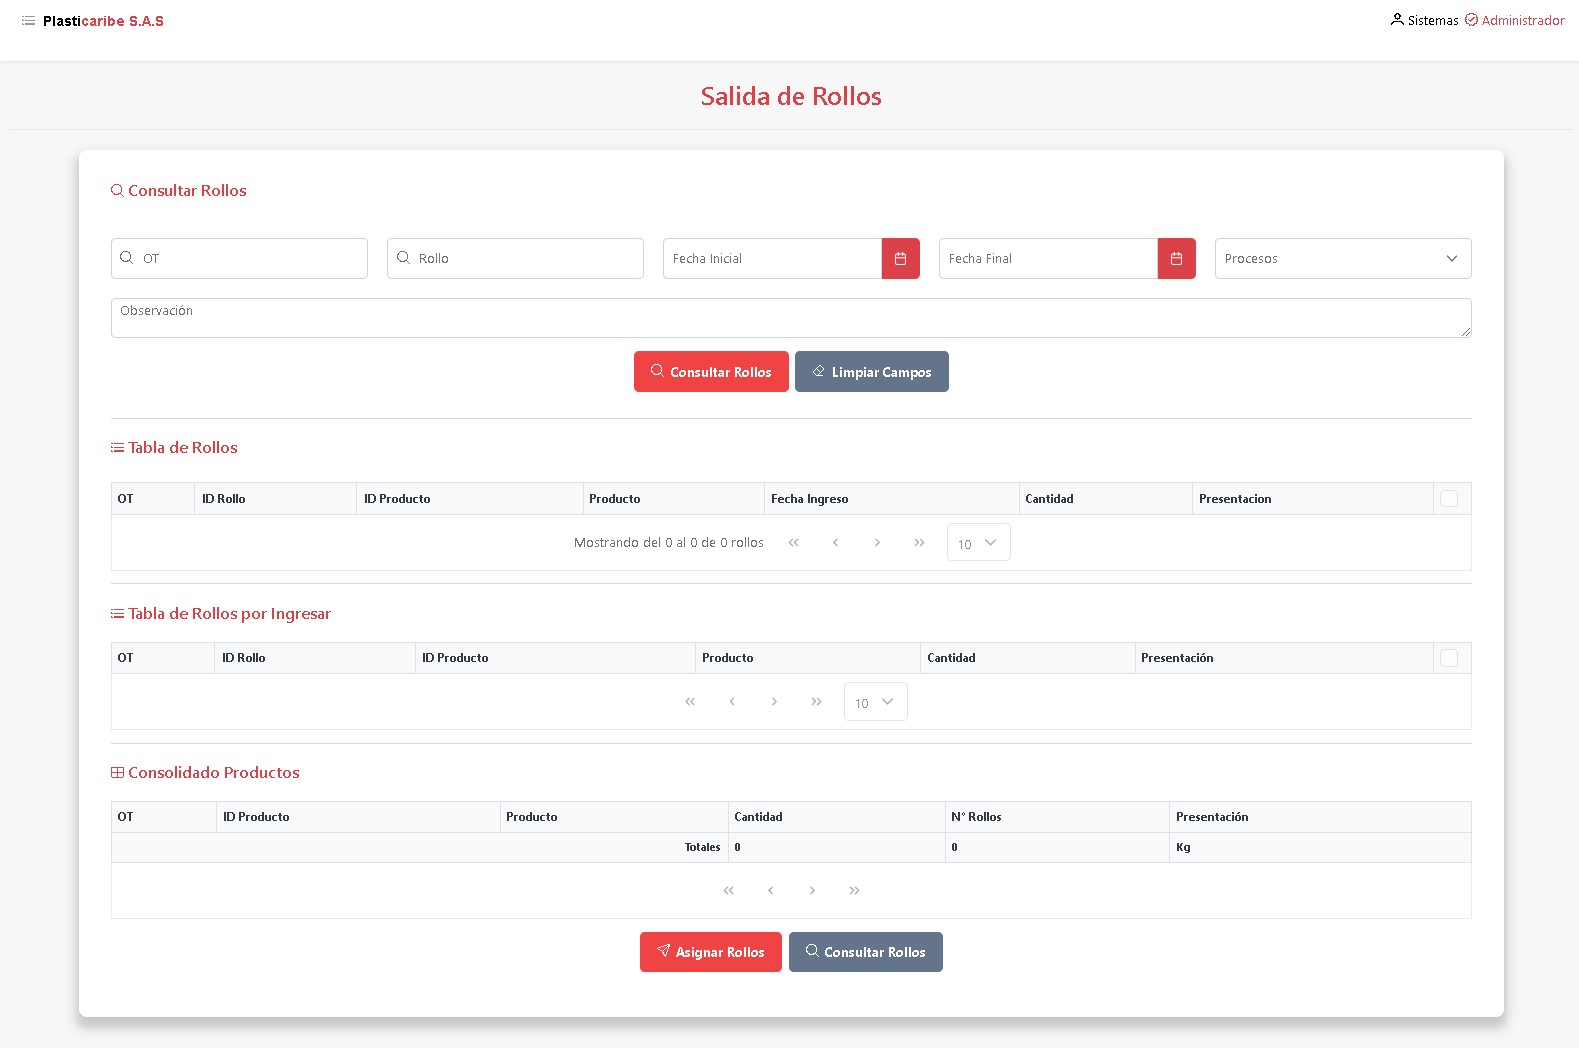 Plasticaribe S.A.S
Sistemas Administrador
Salida de Rollos
Consultar Rollos
OT Rollo Fecha Inicial Fecha Final Procesos
Observación
Consultar Rollos Limpiar Campos
Tabla de Rollos
OT ID Rollo ID Producto Producto Fecha Ingreso Cantidad Presentacion
Mostrando del 0 al 0 de 0 rollos « ‹ › » 10
Tabla de Rollos por Ingresar
OT ID Rollo ID Producto Producto Cantidad Presentación
« ‹ › » 10
Consolidado Productos
OT ID Producto Producto Cantidad N° Rollos Presentación
Totales 0 0 Kg
« ‹ › »
Asignar Rollos Consultar Rollos